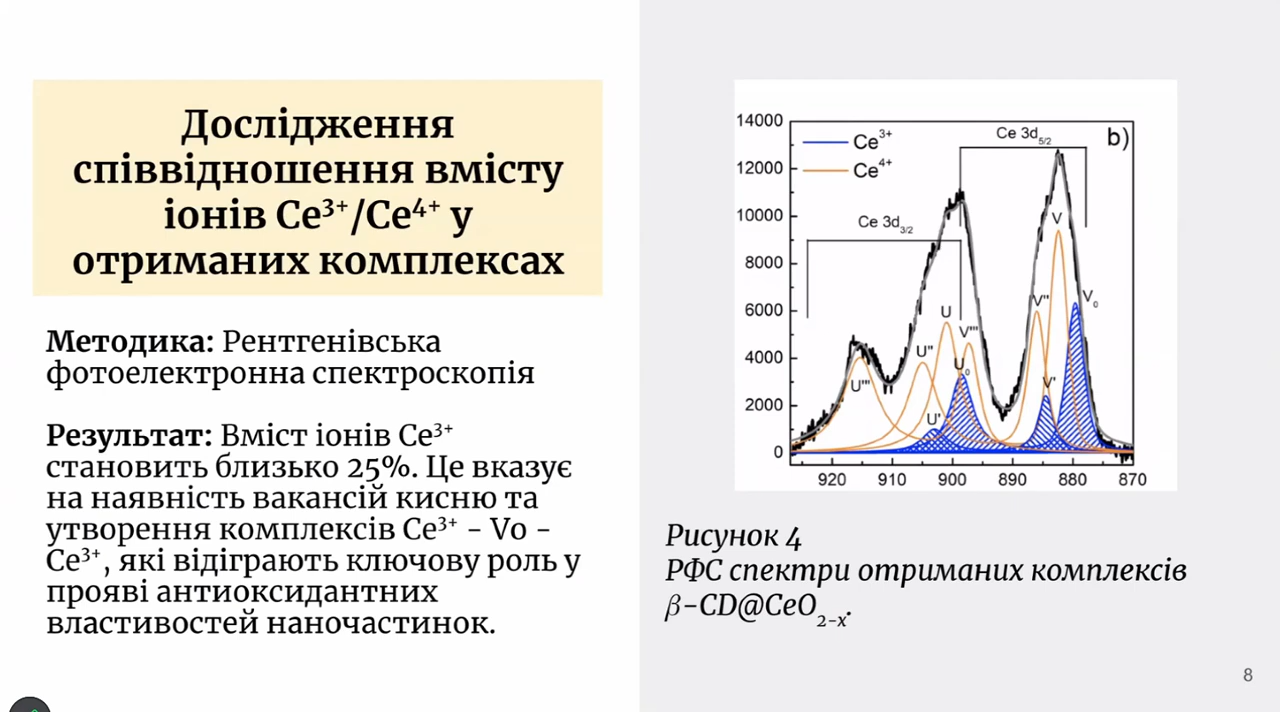 Дослідження
співвідношення вмісту
іонів Ce³⁺/Ce⁴⁺ у
отриманих комплексах
Методика: Рентгенівська
фотоелектронна спектроскопія
Результат: Вміст іонів Ce³⁺
становить близько 25%. Це вказує
на наявність вакансій кисню та
утворення комплексів Ce³⁺ - Vo -
Ce³⁺, які відіграють ключову роль у
прояві антиоксидантних
властивостей наночастинок.
14000
12000
10000
8000
6000
4000
2000
0
Ce³⁺
Ce⁴⁺
b)
Ce 3d5/2
Ce 3d3/2
U'''
U''
U'
U
U₀
V'''
V''
V'
V
V₀
920 910 900 890 880 870
Рисунок 4
РФС спектри отриманих комплексів
β-CD@CeO₂₋ₓ.
8